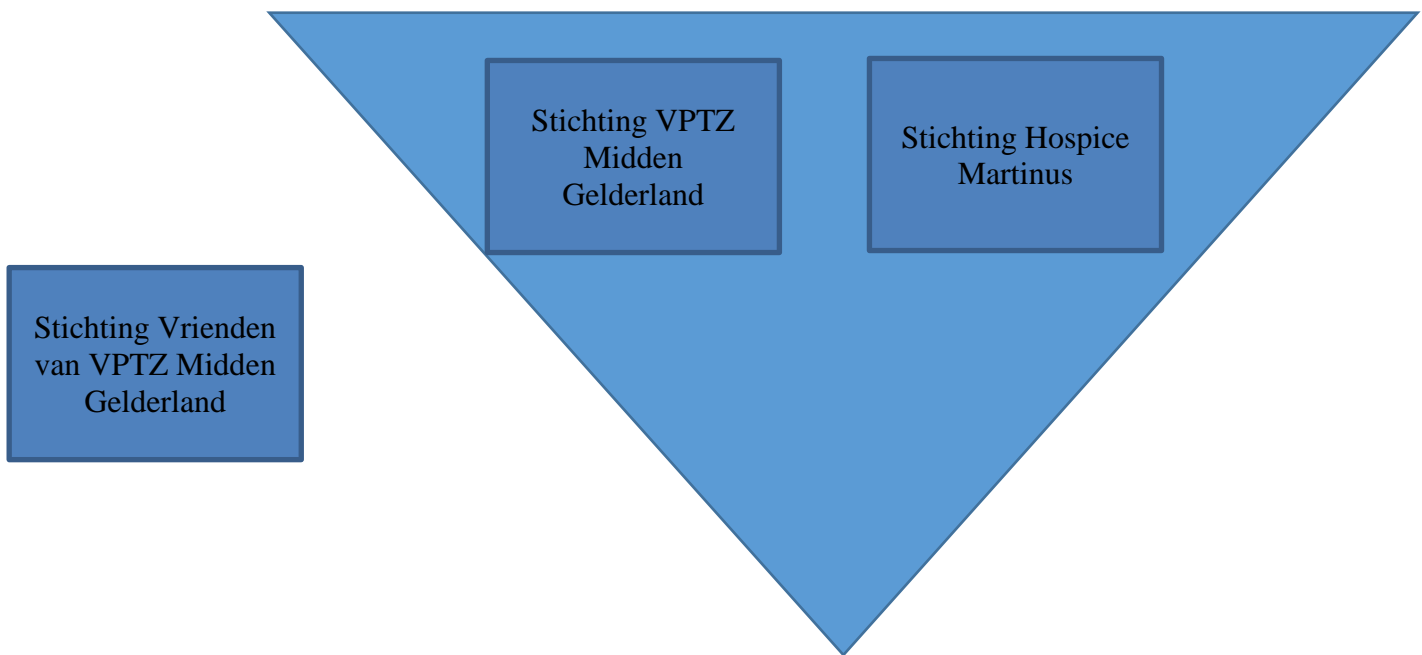 Stichting VPTZ
Midden
Gelderland
Stichting Hospice
Martinus
Stichting Vrienden
van VPTZ Midden
Gelderland